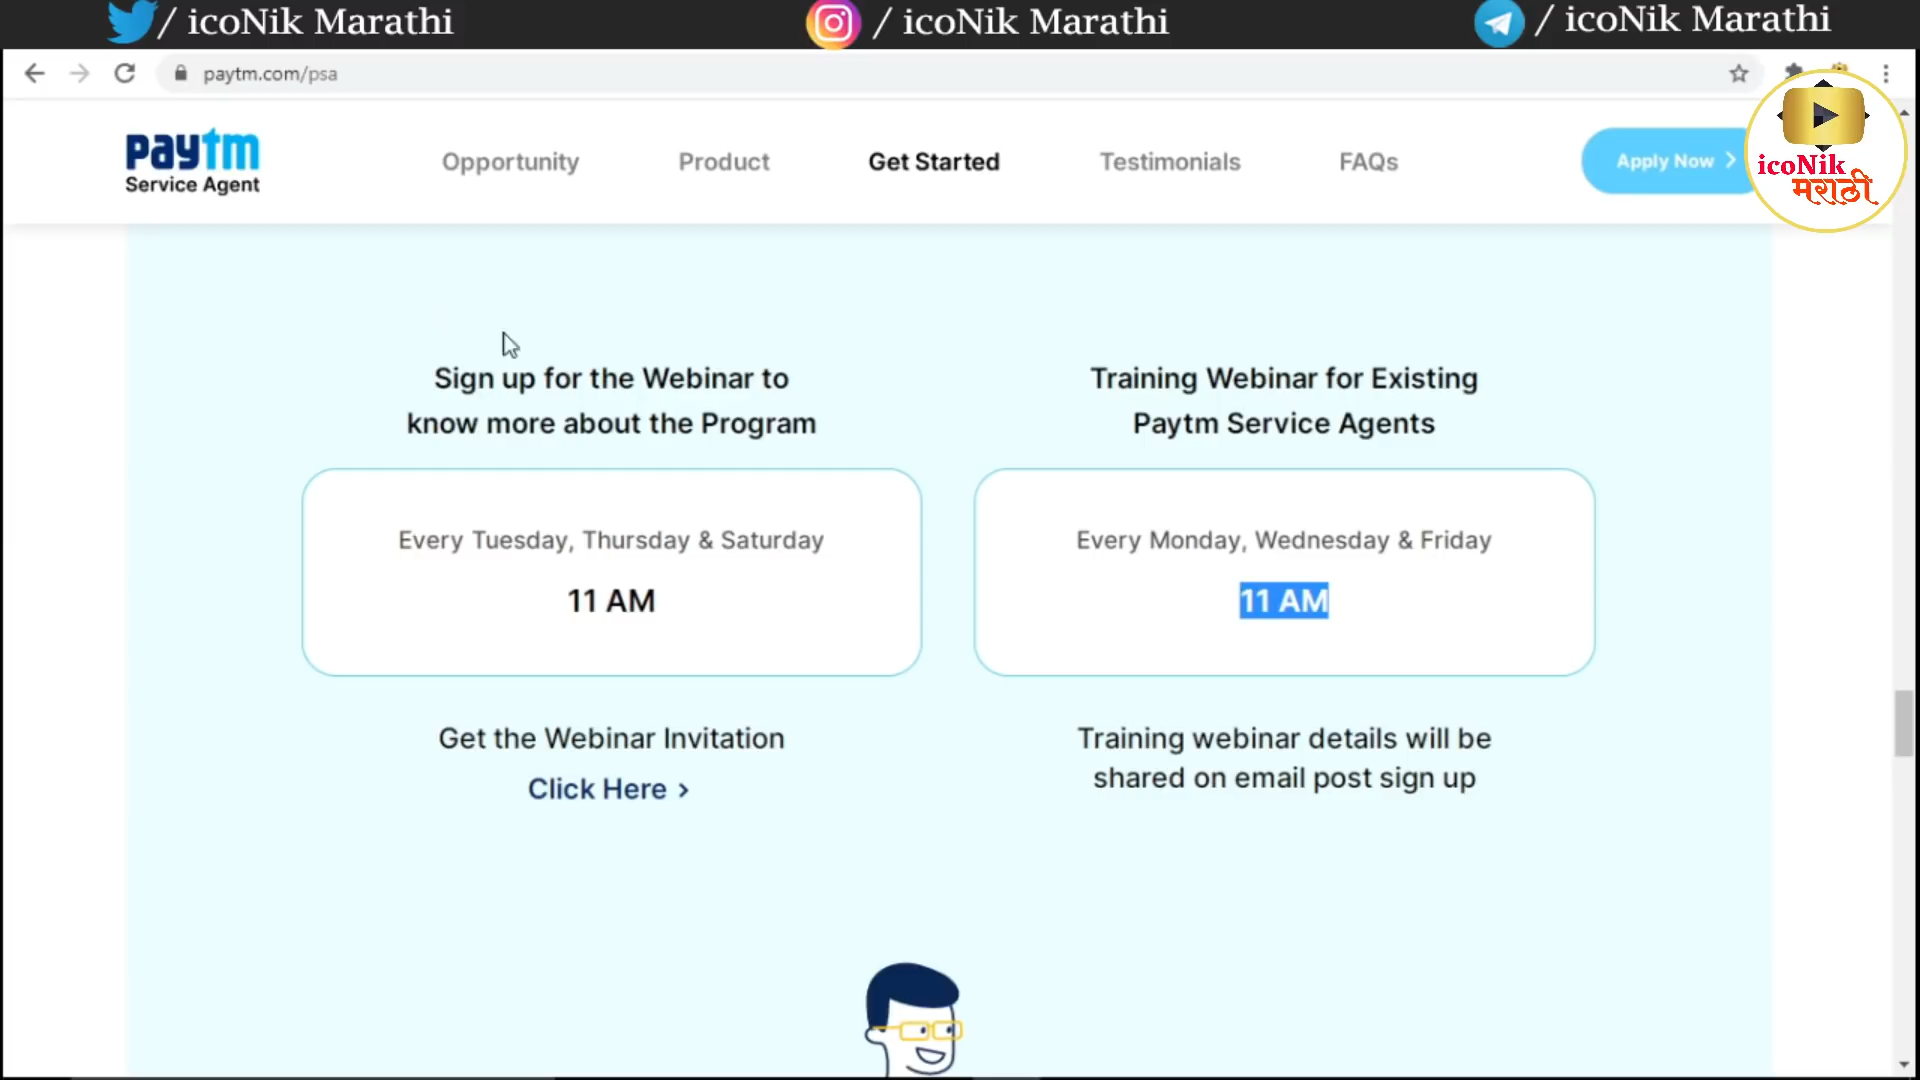 / icoNik Marathi
/ icoNik Marathi
/ icoNik Marathi
paytm.com/psa
paytm
Service Agent
Opportunity
Product
Get Started
Testimonials
FAQs
Apply Now
icoNik
मराठी
Sign up for the Webinar to
know more about the Program
Every Tuesday, Thursday & Saturday
11 AM
Get the Webinar Invitation
Click Here >
Training Webinar for Existing
Paytm Service Agents
Every Monday, Wednesday & Friday
11 AM
Training webinar details will be
shared on email post sign up